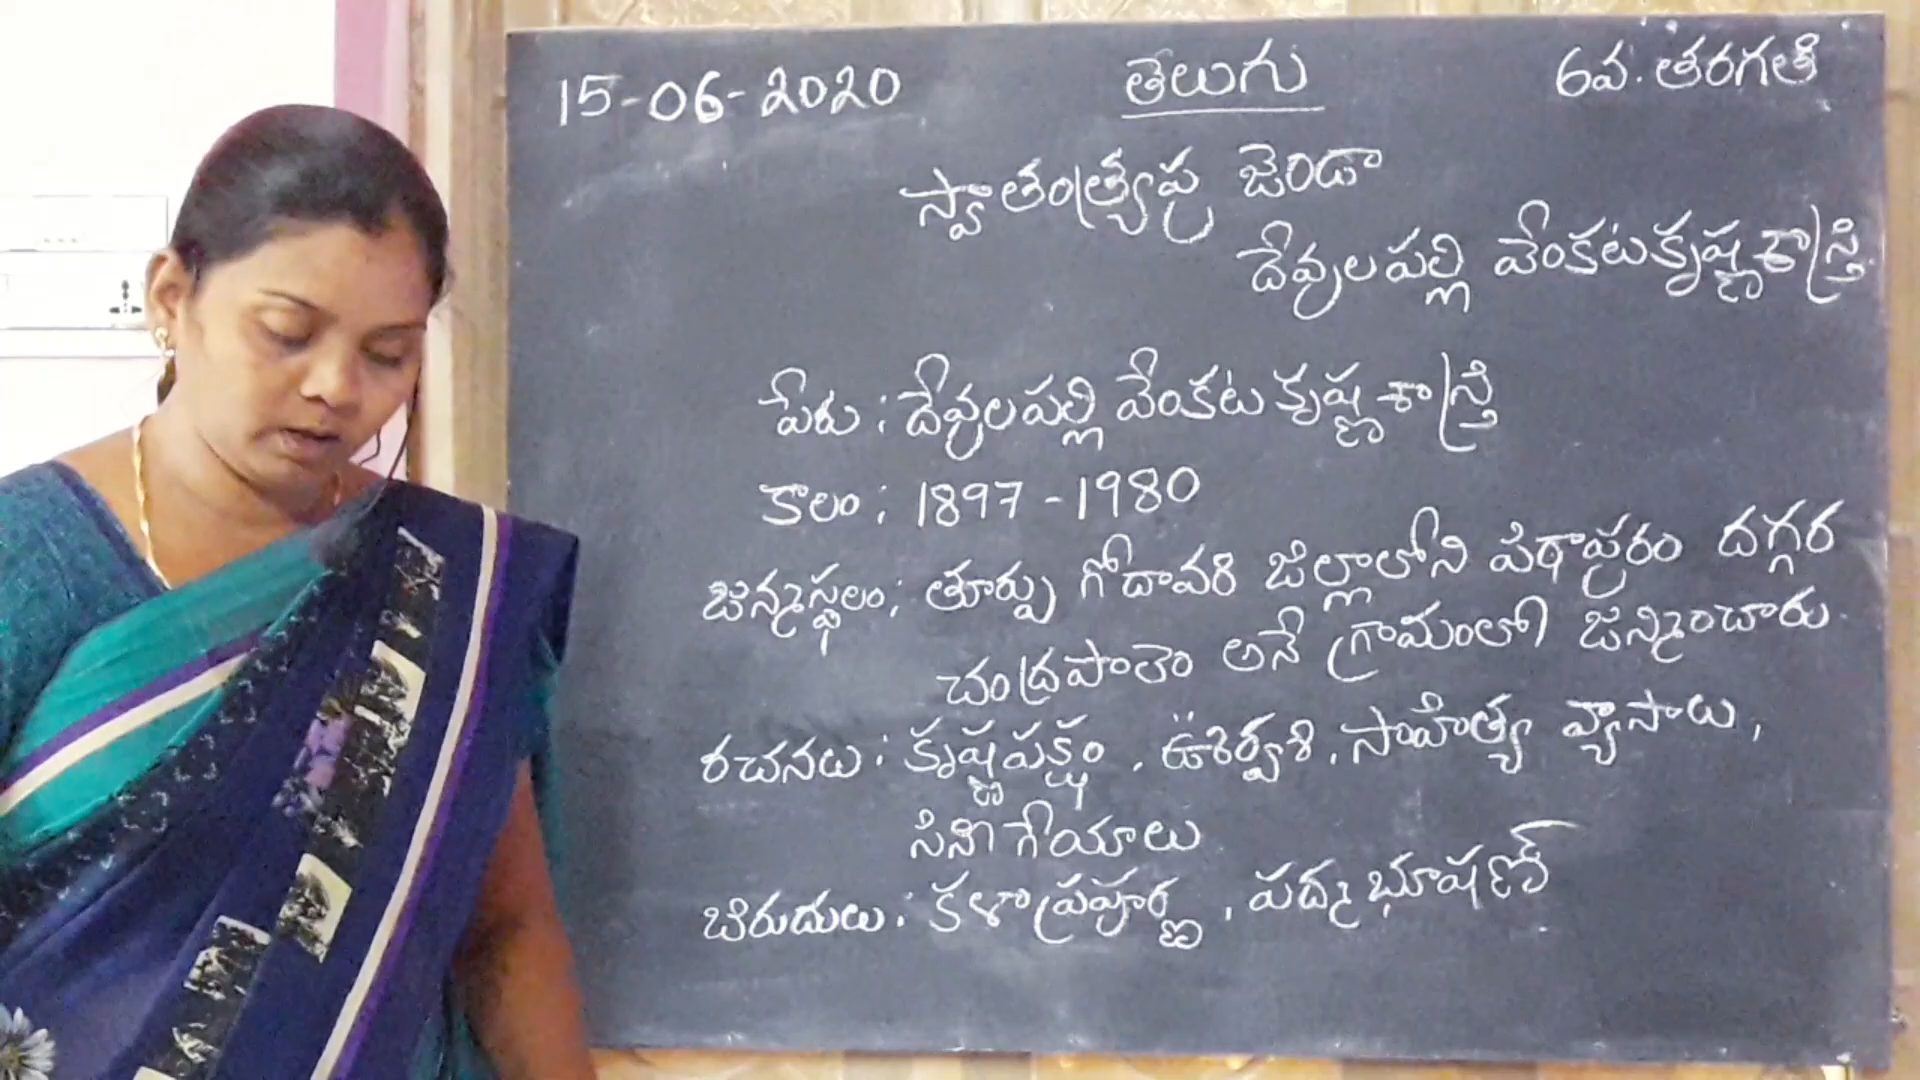 15-06-2020 తెలుగు 6వ. తరగతి
స్వాతంత్ర్యపు జెండా
దేవులపల్లి వేంకటకృష్ణశాస్త్రి.
పేరు : దేవులపల్లి వేంకట కృష్ణశాస్త్రి
కాలం : 1897 - 1980
జన్మస్థలం : తూర్పు గోదావరి జిల్లాలోని పిఠాపురం దగ్గర
చంద్రపాలెం అనే గ్రామంలో జన్మించారు.
రచనలు : కృష్ణపక్షం, ఊర్వశి, సాహిత్య వ్యాసాలు,
సినీ గేయాలు
బిరుదులు : కళాప్రపూర్ణ, పద్మభూషణ్